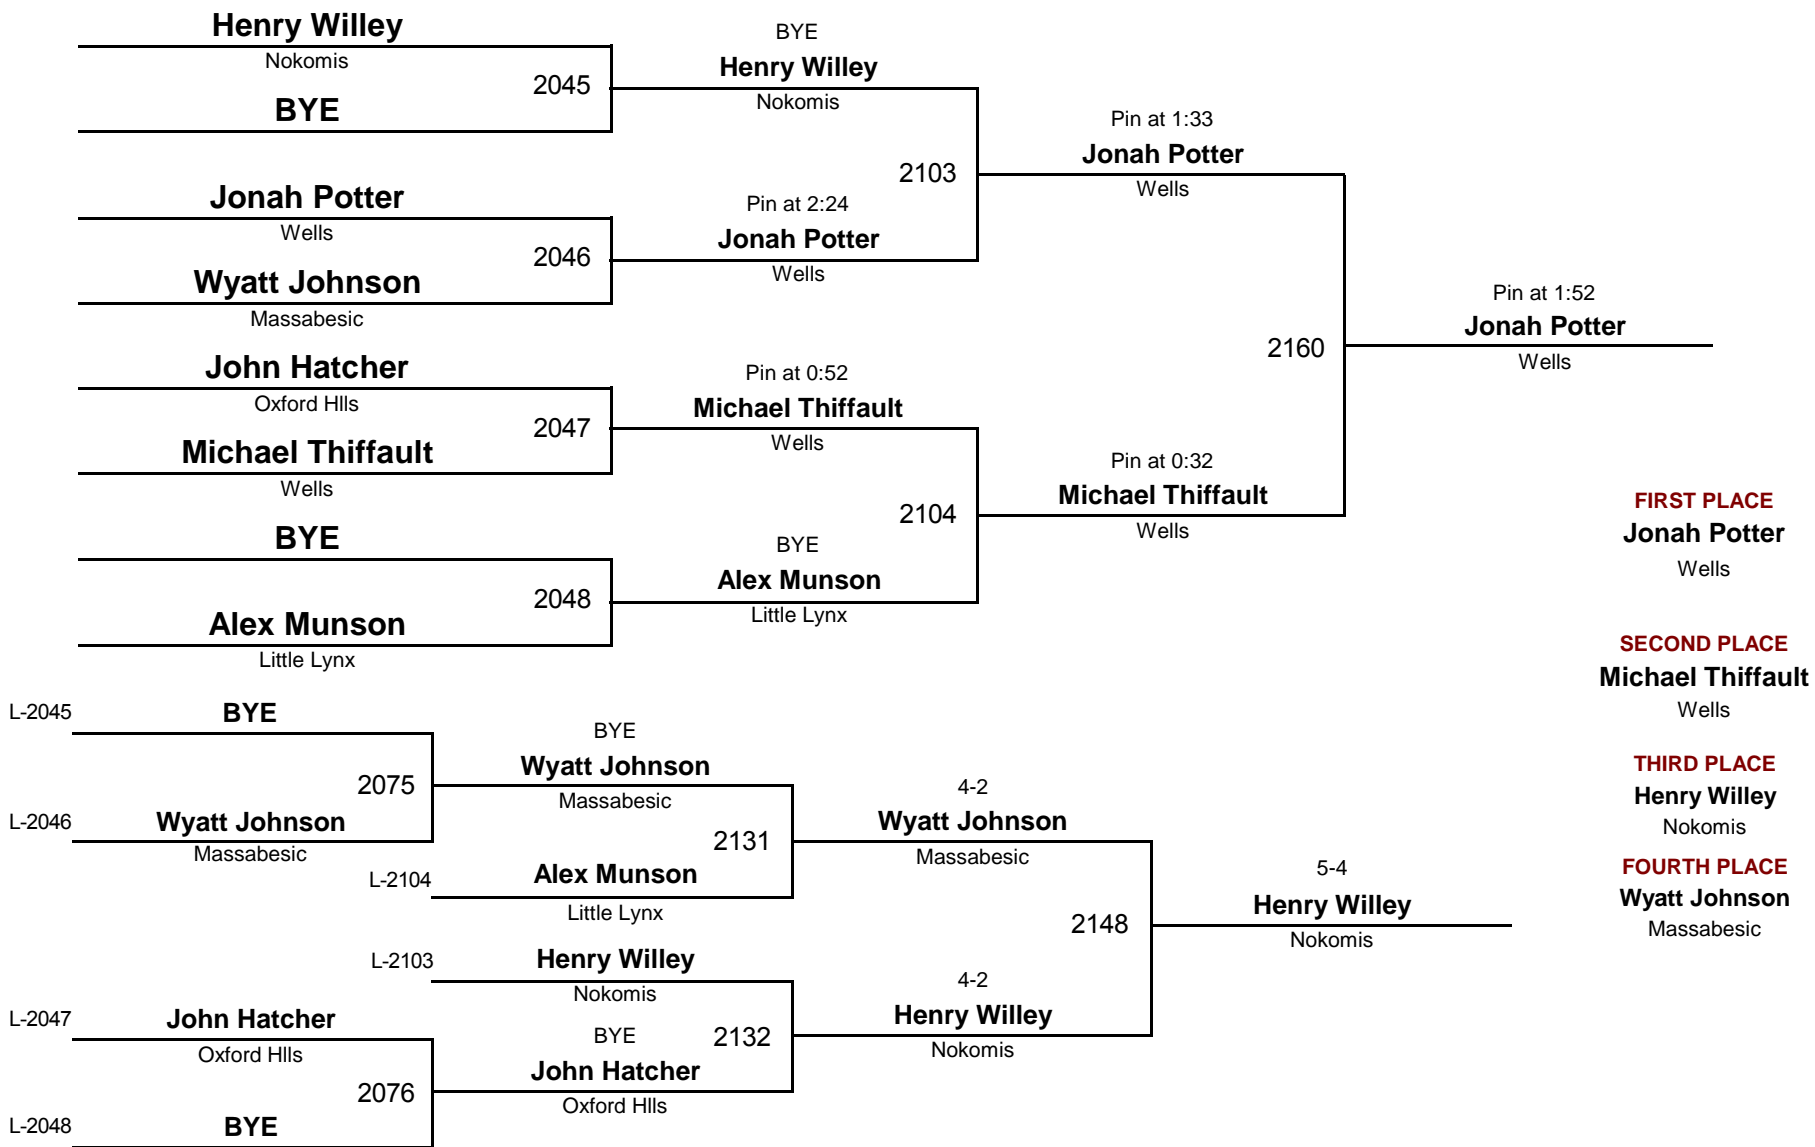 Henry Willey
Nokomis
2045
BYE
Jonah Potter
Wells
2046
Wyatt Johnson
Massabesic
John Hatcher
Oxford Hlls
2047
Michael Thiffault
Wells
BYE
2048
Alex Munson
Little Lynx
BYE
Henry Willey
Nokomis
2103
Pin at 2:24
Jonah Potter
Wells
Pin at 0:52
Michael Thiffault
Wells
2104
BYE
Alex Munson
Little Lynx
Pin at 1:33
Jonah Potter
Wells
2160
Pin at 0:32
Michael Thiffault
Wells
Pin at 1:52
Jonah Potter
Wells
FIRST PLACE
Jonah Potter
Wells
SECOND PLACE
Michael Thiffault
Wells
THIRD PLACE
Henry Willey
Nokomis
FOURTH PLACE
Wyatt Johnson
Massabesic
L-2045
BYE
2075
L-2046
Wyatt Johnson
Massabesic
BYE
Wyatt Johnson
Massabesic
2131
L-2104
Alex Munson
Little Lynx
L-2103
Henry Willey
Nokomis
2132
L-2047
John Hatcher
Oxford Hlls
2076
L-2048
BYE
BYE
John Hatcher
Oxford Hlls
4-2
Wyatt Johnson
Massabesic
2148
4-2
Henry Willey
Nokomis
5-4
Henry Willey
Nokomis